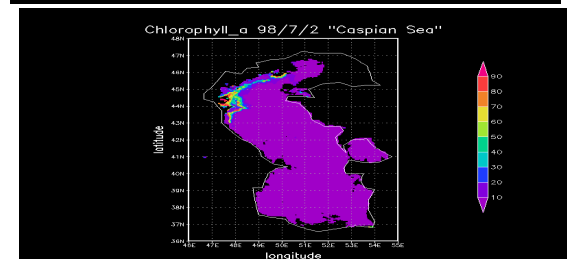 Chlorophyll_a 98/7/2 "Caspian Sea"
48N
47N
46N
45N
44N
43N
42N
41N
40N
39N
38N
37N
36N
latitude
46E 47E 48E 49E 50E 51E 52E 53E 54E 55E
longitude
90
80
70
60
50
40
30
20
10